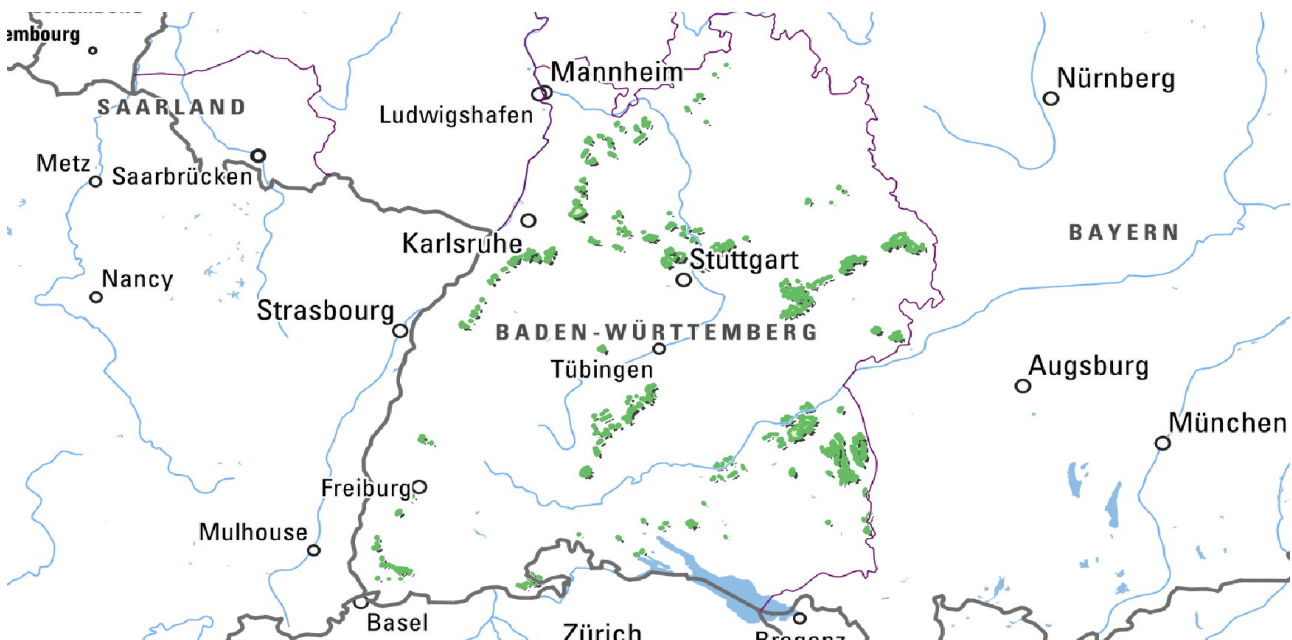 embourg
Mannheim
Nürnberg
SAARLAND
Ludwigshafen
Metz
Saarbrücken
Karlsruhe
BAYERN
Stuttgart
Nancy
Strasbourg
BADEN-WÜRTTEMBERG
Tübingen
Augsburg
München
Freiburg
Mulhouse
Basel
Zürich
Bregenz